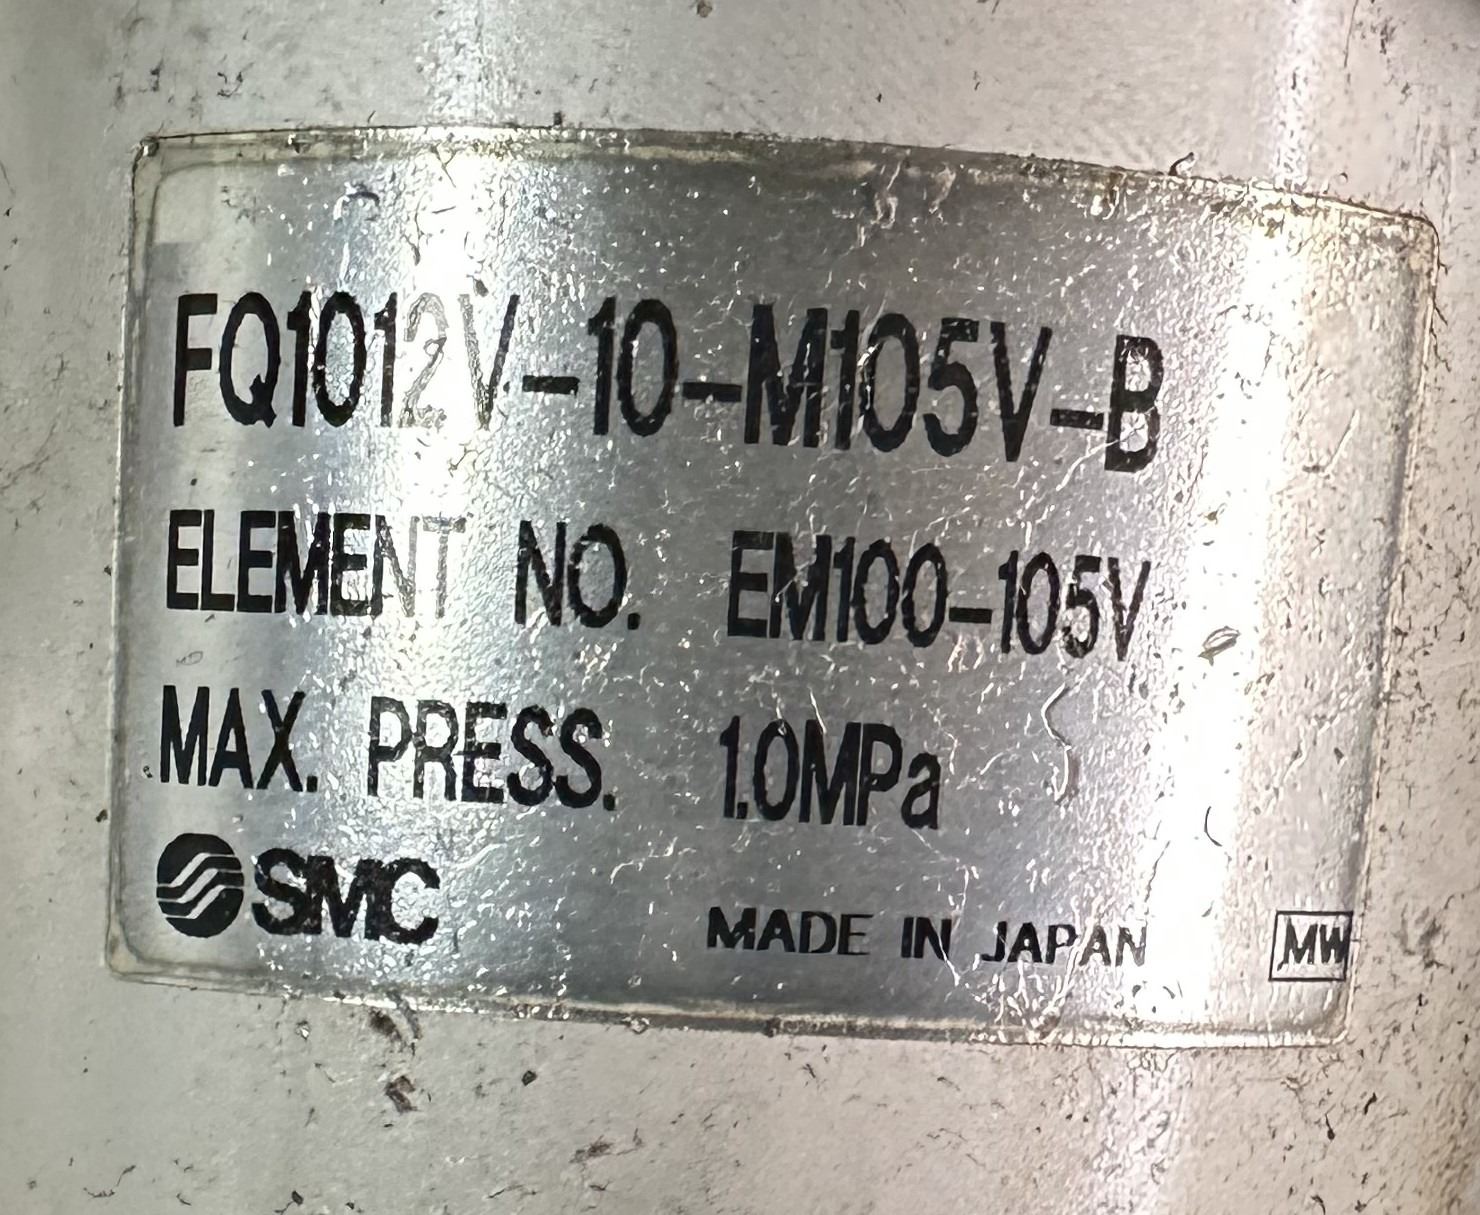 FQ1012V-10-M105V-B
ELEMENT NO. EM100-105V
MAX. PRESS. 1.0MPa
SMC MADE IN JAPAN MW